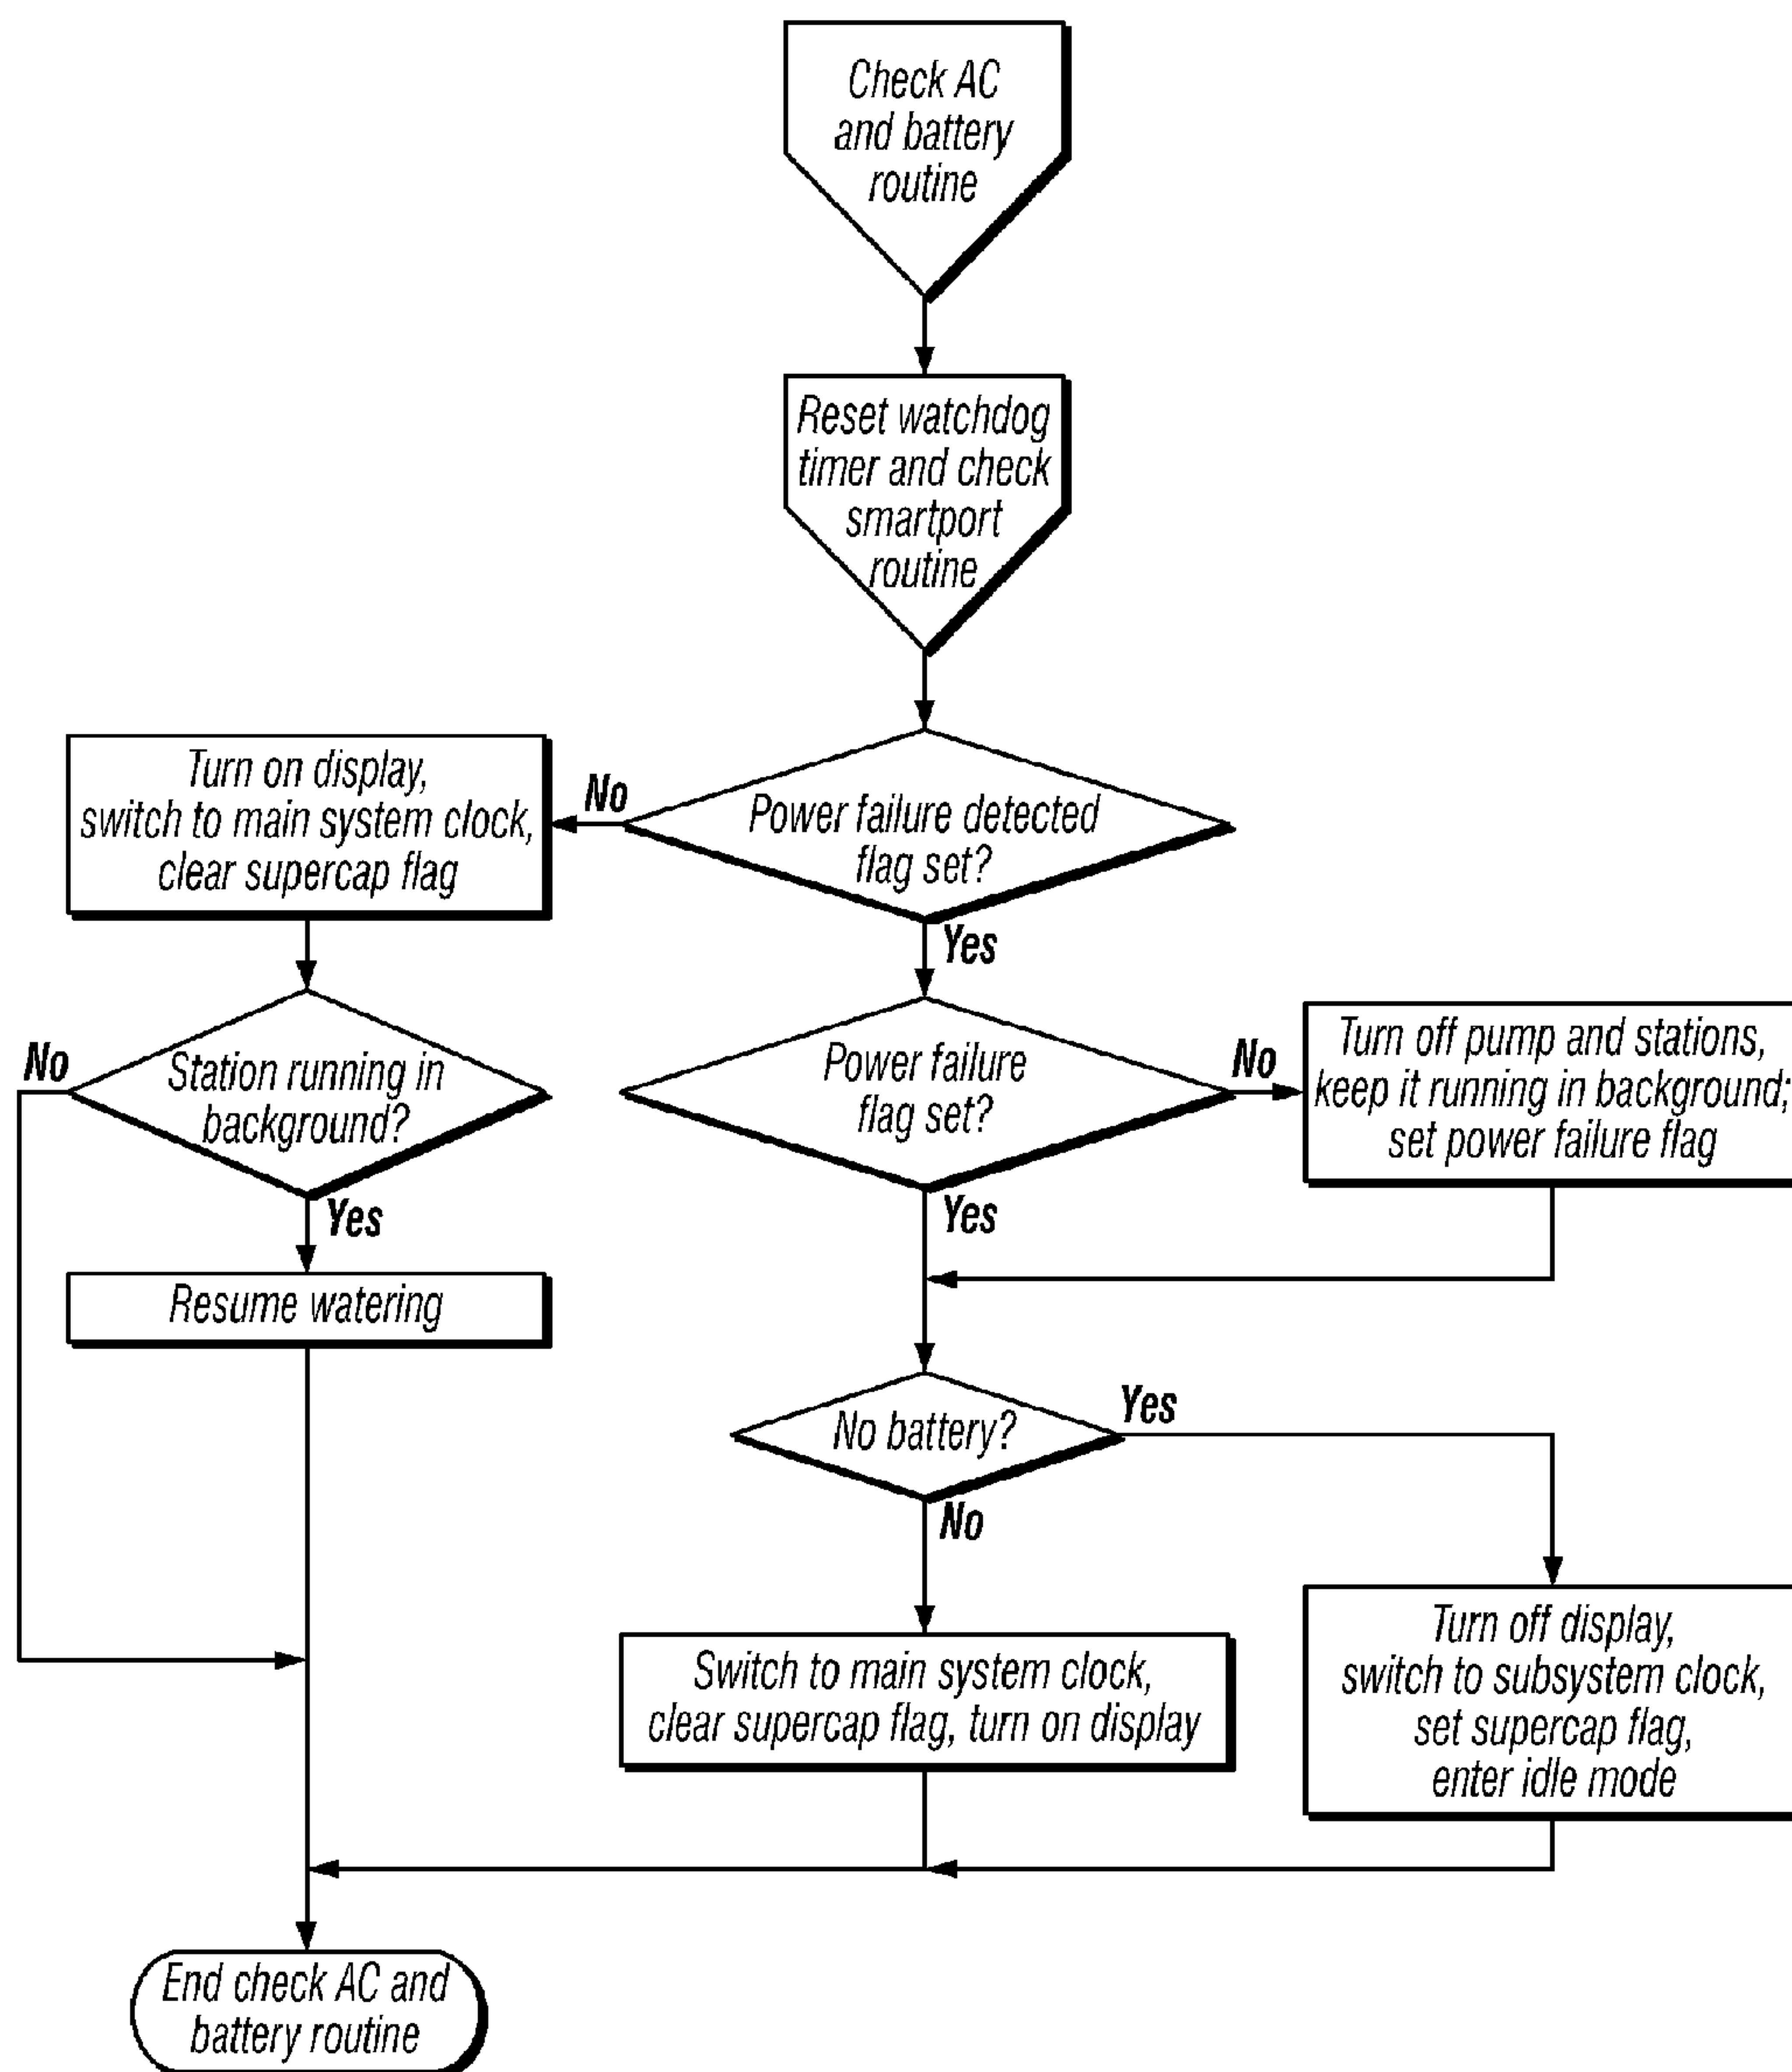 Check AC
and battery
routine
Reset watchdog
timer and check
smartport
routine
Turn on display,
switch to main system clock,
clear supercap flag
No
Power failure detected
flag set?
Yes
No
Station running in
background?
Yes
Power failure
flag set?
No
Yes
Turn off pump and stations,
keep it running in background;
set power failure flag
Resume watering
No battery?
Yes
No
Switch to main system clock,
clear supercap flag, turn on display
Turn off display,
switch to subsystem clock,
set supercap flag,
enter idle mode
End check AC and
battery routine